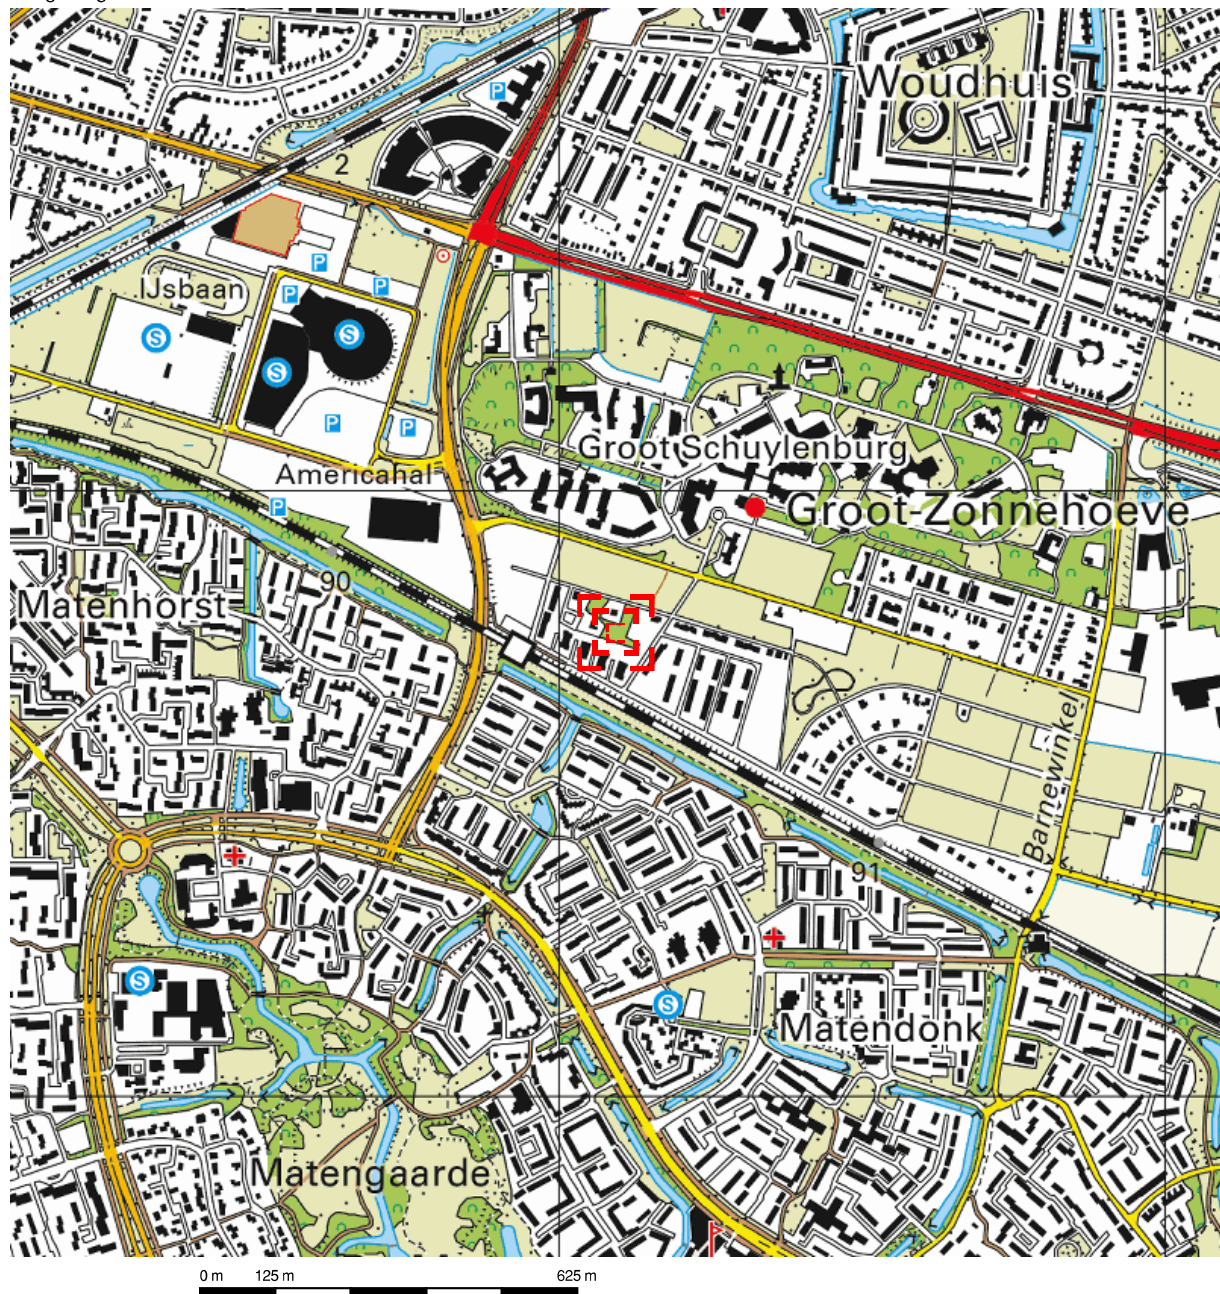 Woudhuis
P
2
P
IJsbaan
P
P
S
S
S
P
P
Groot Schuylenburg
Americahal
P
Groot-Zonnehoeve
90
Matenhorst
Barnewinkel
91
S
S
Matendonk
Matengaarde
0 m 125 m 625 m